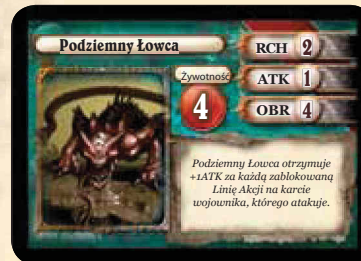 Podziemny Łowca
RCH 2
Żywotność
4
ATK 1
OBR 4
Podziemny Łowca otrzymuje
+1ATK za każdą zablokowaną
Linię Akcji na karcie
wojownika, którego atakuje.